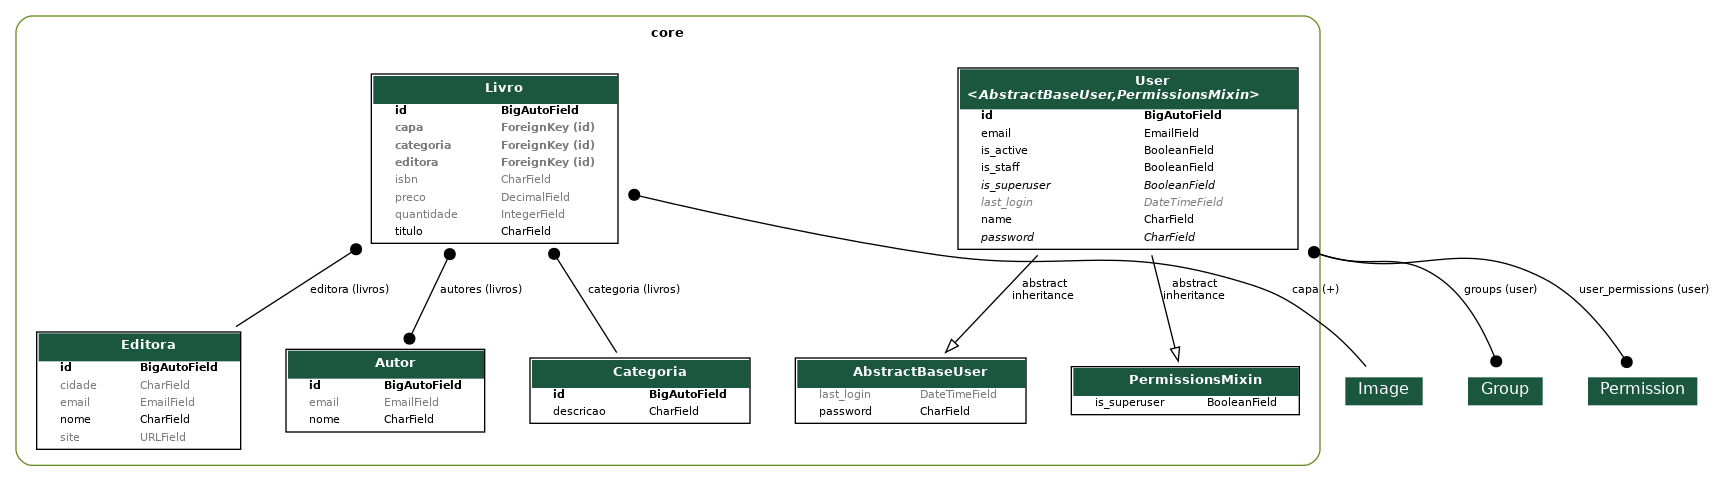 core
Livro
id BigAutoField
capa ForeignKey (id)
categoria ForeignKey (id)
editora ForeignKey (id)
isbn CharField
preco DecimalField
quantidade IntegerField
titulo CharField
User
<AbstractBaseUser,PermissionsMixin>
id BigAutoField
email EmailField
is_active BooleanField
is_staff BooleanField
is_superuser BooleanField
last_login DateTimeField
name CharField
password CharField
editora (livros)
autores (livros)
categoria (livros)
abstract
inheritance
abstract
inheritance
capa (+)
groups (user)
user_permissions (user)
Editora
id BigAutoField
cidade CharField
email EmailField
nome CharField
site URLField
Autor
id BigAutoField
email EmailField
nome CharField
Categoria
id BigAutoField
descricao CharField
AbstractBaseUser
last_login DateTimeField
password CharField
PermissionsMixin
is_superuser BooleanField
Image
Group
Permission